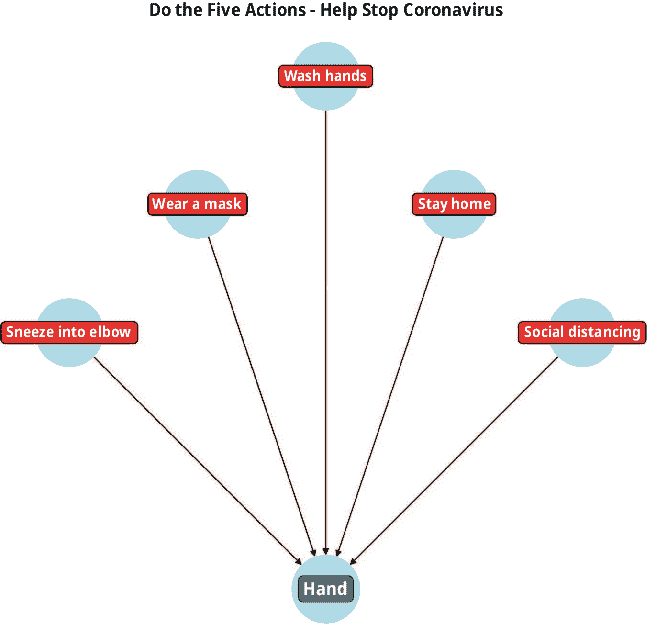 Do the Five Actions - Help Stop Coronavirus
Wash hands
Wear a mask
Stay home
Sneeze into elbow
Social distancing
Hand